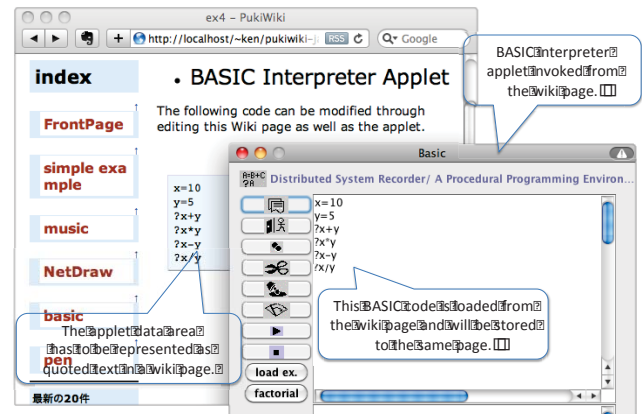 ex4 – PukiWiki
http://localhost/~ken/pukiwiki-J
RSS
Google
index
• BASIC Interpreter Applet
FrontPage
The following code can be modified through
editing this Wiki page as well as the applet.
simple exa
mple
music
NetDraw
basic
pen
最新の20件
x=10
y=5
?x+y
?x*y
?x-y
?x/y
The applet data area
has to be represented as
quoted text in a wiki page.
BASIC interpreter
applet invoked from
the wiki page.
Basic
A=B+C
?A
Distributed System Recorder/ A Procedural Programming Environ...
x=10
y=5
?x+y
?x*y
?x-y
?x/y
This BASIC code is loaded from
the wiki page and will be stored
to the same page.
load ex.
factorial